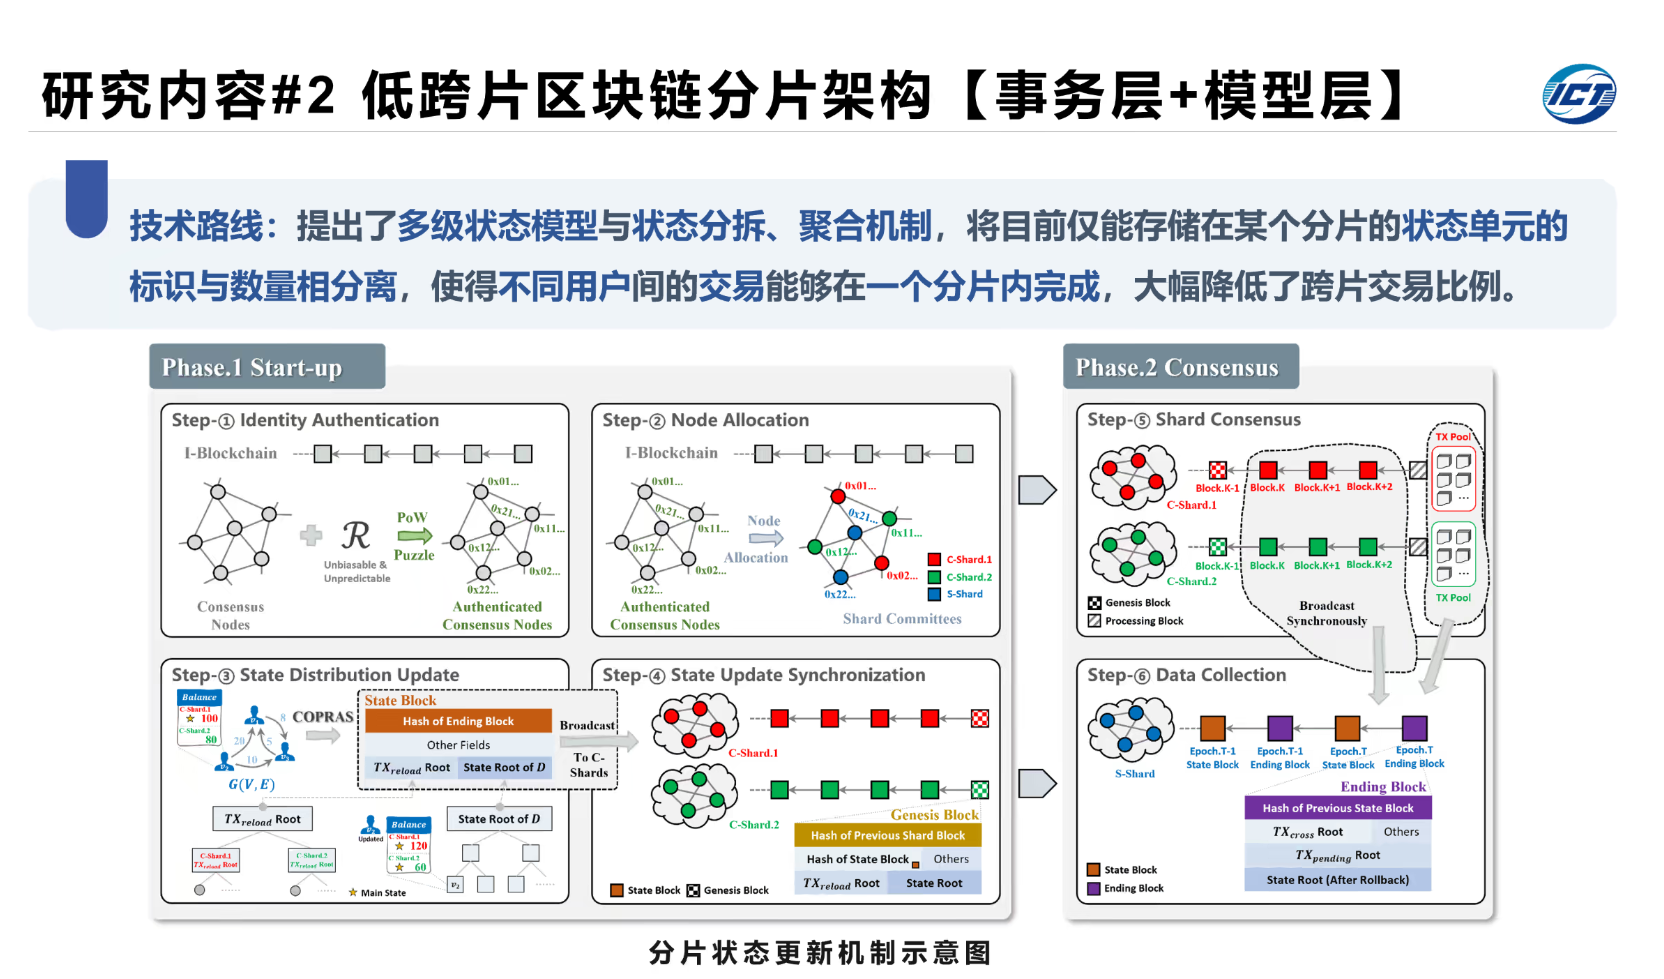 研究内容#2 低跨片区块链分片架构【事务层+模型层】
ICT
技术路线：提出了多级状态模型与状态分拆、聚合机制，将目前仅能存储在某个分片的状态单元的
标识与数量相分离，使得不同用户间的交易能够在一个分片内完成，大幅降低了跨片交易比例。
Phase.1 Start-up
Step-① Identity Authentication
I-Blockchain
0x01...
0x21...
0x11...
0x12...
0x02...
0x22...
ℛ
PoW
Puzzle
Unbiasable &
Unpredictable
Consensus
Nodes
Authenticated
Consensus Nodes
Step-② Node Allocation
I-Blockchain
0x01...
0x21...
0x11...
0x12...
0x02...
0x22...
Node
Allocation
0x01...
0x21...
0x11...
0x12...
0x02...
0x22...
C-Shard.1
C-Shard.2
S-Shard
Authenticated
Consensus Nodes
Shard Committees
Step-③ State Distribution Update
Balance
C-Shard.1
100
C-Shard.2
80
8
20
5
10
G(V, E)
COPRAS
State Block
Hash of Ending Block
Other Fields
TXreload Root
State Root of D
Broadcast
To C-
Shards
TXreload Root
C-Shard.1
TXreload Root
C-Shard.2
TXreload Root
Updated
Balance
C-Shard.1
120
C-Shard.2
60
State Root of D
v2
Main State
Step-④ State Update Synchronization
C-Shard.1
C-Shard.2
Genesis Block
Hash of Previous Shard Block
Hash of State Block
Others
TXreload Root
State Root
State Block
Genesis Block
Phase.2 Consensus
Step-⑤ Shard Consensus
C-Shard.1
Block.K-1
Block.K
Block.K+1
Block.K+2
TX Pool
C-Shard.2
Block.K-1
Block.K
Block.K+1
Block.K+2
TX Pool
Genesis Block
Processing Block
Broadcast
Synchronously
Step-⑥ Data Collection
S-Shard
Epoch.T-1
State Block
Epoch.T-1
Ending Block
Epoch.T
State Block
Epoch.T
Ending Block
Ending Block
Hash of Previous State Block
TXcross Root
Others
TXpending Root
State Root (After Rollback)
State Block
Ending Block
分片状态更新机制示意图